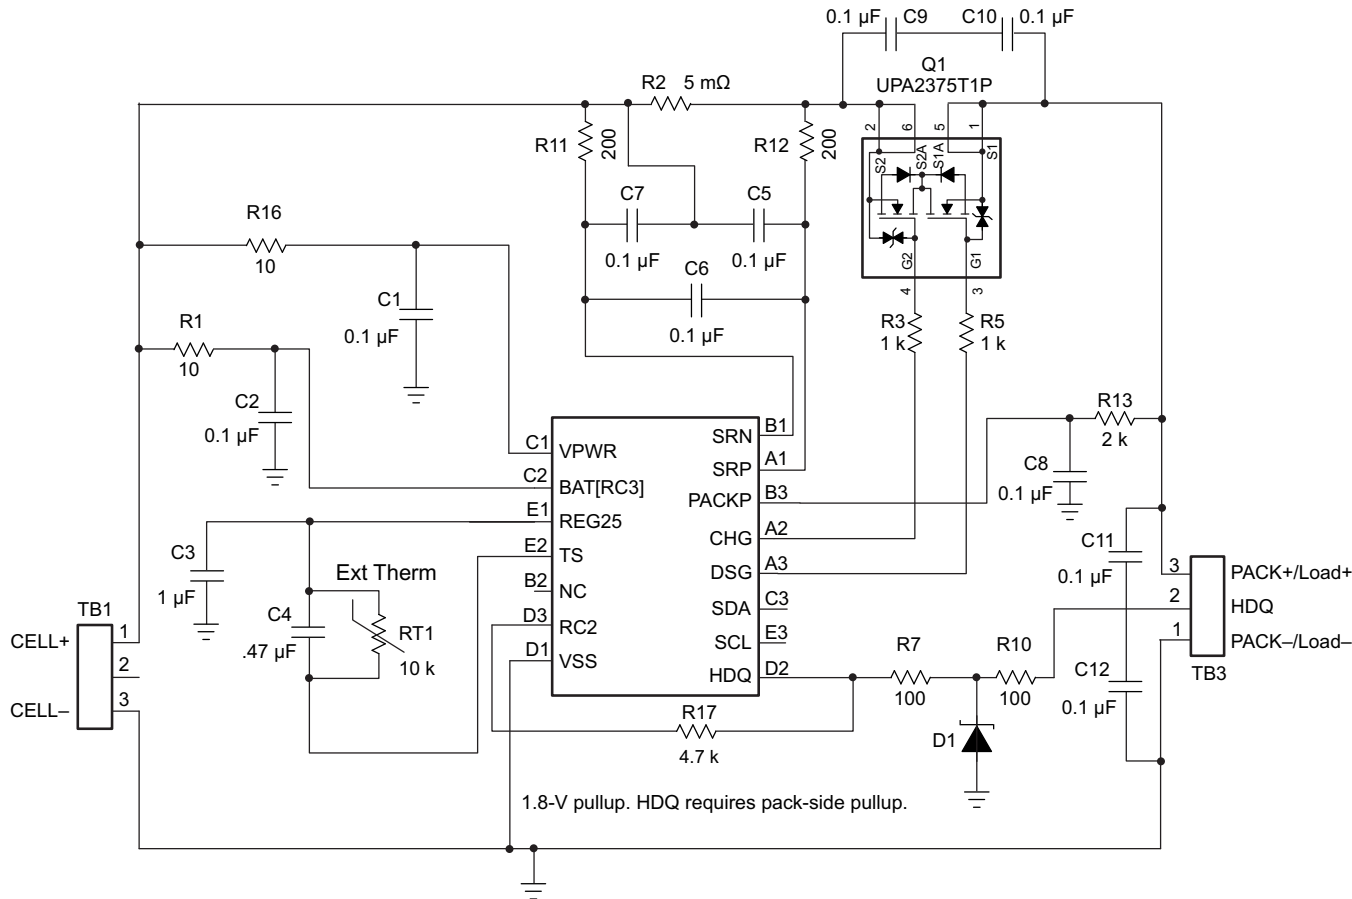 0.1 µF C9 C10 0.1 µF
Q1
UPA2375T1P
R2 5 mΩ
R11 200
R12 200
2 6 5 1
S2 S2A S1A S1
G2 G1
4 3
C7 C5
0.1 µF 0.1 µF
C6
0.1 µF
R16
10
C1
0.1 µF
R1
10
C2
0.1 µF
R3
1 k
R5
1 k
R13
2 k
C8
0.1 µF
C1 VPWR
C2 BAT[RC3]
E1 REG25
E2 TS
B2 NC
D3 RC2
D1 VSS
SRN B1
SRP A1
PACKP B3
CHG A2
DSG A3
SDA C3
SCL E3
HDQ D2
C3
1 µF
Ext Therm
C4
.47 µF
RT1
10 k
TB1
CELL+ 1
2
CELL– 3
C11
0.1 µF
C12
0.1 µF
3 PACK+/Load+
2 HDQ
1 PACK–/Load–
TB3
R7
100
R10
100
D1
R17
4.7 k
1.8-V pullup. HDQ requires pack-side pullup.